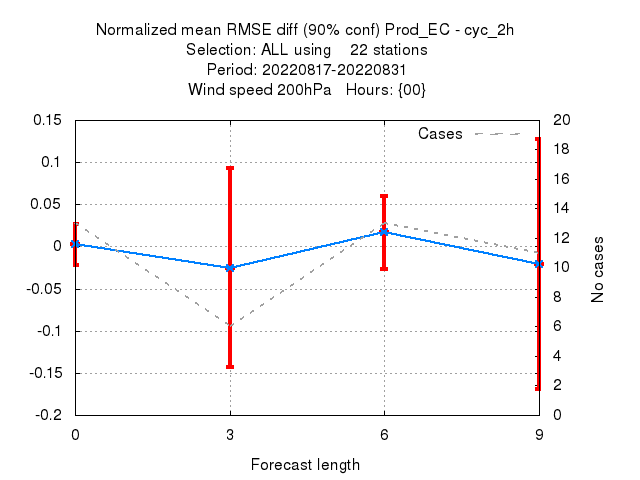 Normalized mean RMSE diff (90% conf) Prod_EC - cyc_2h
Selection: ALL using    22 stations
Period: 20220817-20220831
Wind speed 200hPa   Hours: {00}
Cases
0.15
0.1
0.05
0
-0.05
-0.1
-0.15
-0.2
20
18
16
14
12
10
8
6
4
2
0
No cases
0 3 6 9
Forecast length